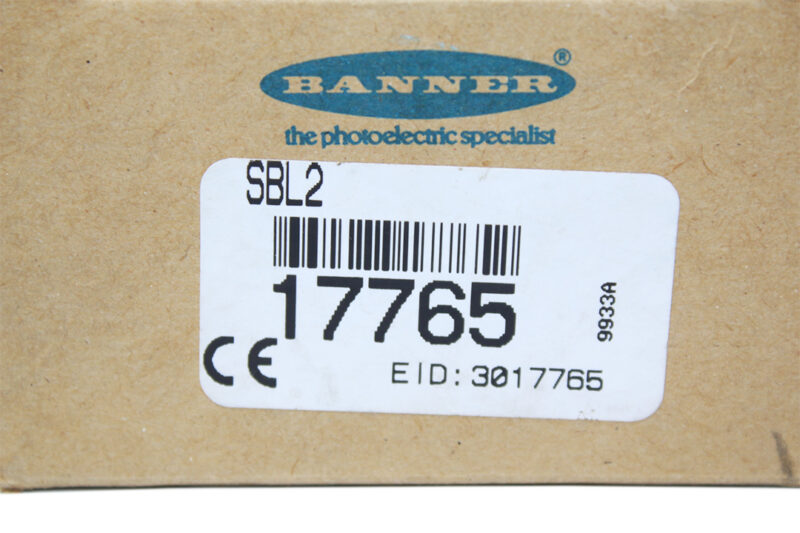 BANNER®
the photoelectric specialist
SBL2
17765
9933A
CE
EID: 3017765